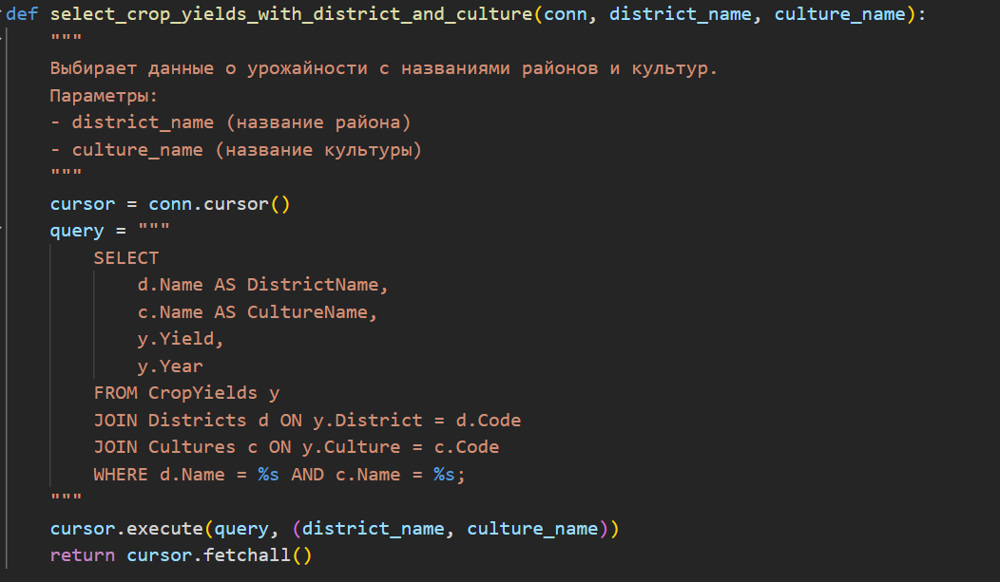 def select_crop_yields_with_district_and_culture(conn, district_name, culture_name):
    """
    Выбирает данные о урожайности с названиями районов и культур.
    Параметры:
    - district_name (название района)
    - culture_name (название культуры)
    """
    cursor = conn.cursor()
    query = """
        SELECT
            d.Name AS DistrictName,
            c.Name AS CultureName,
            y.Yield,
            y.Year
        FROM CropYields y
        JOIN Districts d ON y.District = d.Code
        JOIN Cultures c ON y.Culture = c.Code
        WHERE d.Name = %s AND c.Name = %s;
    """
    cursor.execute(query, (district_name, culture_name))
    return cursor.fetchall()